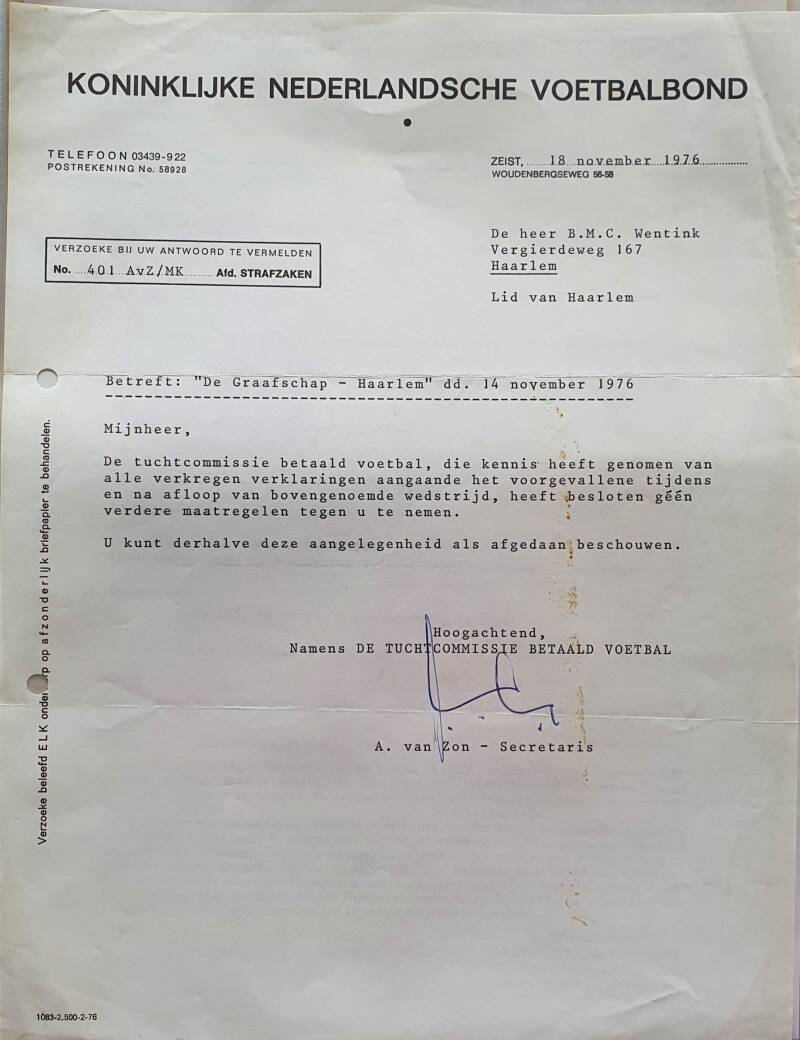 KONINKLIJKE NEDERLANDSCHE VOETBALBOND
TELEFOON 03439-922
POSTREKENING No. 58928
ZEIST, 18 november 1976
WOUDENBERGSEWEG 56-58
De heer B.M.C. Wentink
Vergierdeweg 167
Haarlem
Lid van Haarlem
VERZOEKE BIJ UW ANTWOORD TE VERMELDEN
No. 401 AvZ/MK Afd. STRAFZAKEN
Betreft: "De Graafschap - Haarlem" dd. 14 november 1976
Mijnheer,
De tuchtcommissie betaald voetbal, die kennis heeft genomen van
alle verkregen verklaringen aangaande het voorgevallene tijdens
en na afloop van bovengenoemde wedstrijd, heeft besloten géén
verdere maatregelen tegen u te nemen.
U kunt derhalve deze aangelegenheid als afgedaan beschouwen.
Hoogachtend,
Namens DE TUCHTCOMMISSIE BETAALD VOETBAL
A. van Zon - Secretaris
Verzoeke beleefd ELK onderwerp op afzonderlijk briefpapier te behandelen.
1083-2.500-2-76